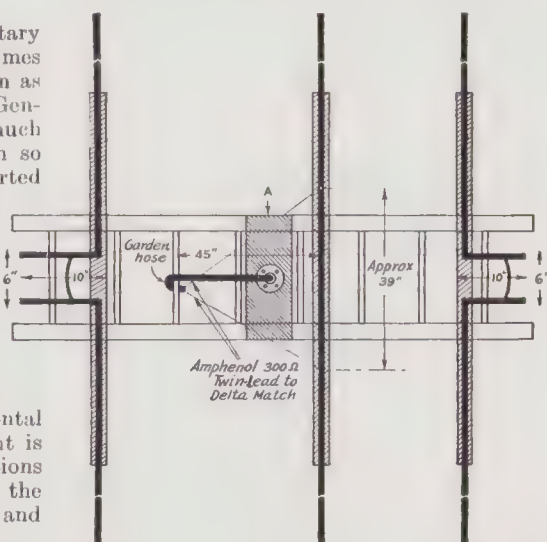 tary
mes
n as
Gen-
nuch
n so
rted
A
Garden
hose
45"
Approx
39"
6"
10"
10"
6"
Amphenol 300Ω
Twin-Lead to
Delta Match
ntal
nt is
ions
the
and